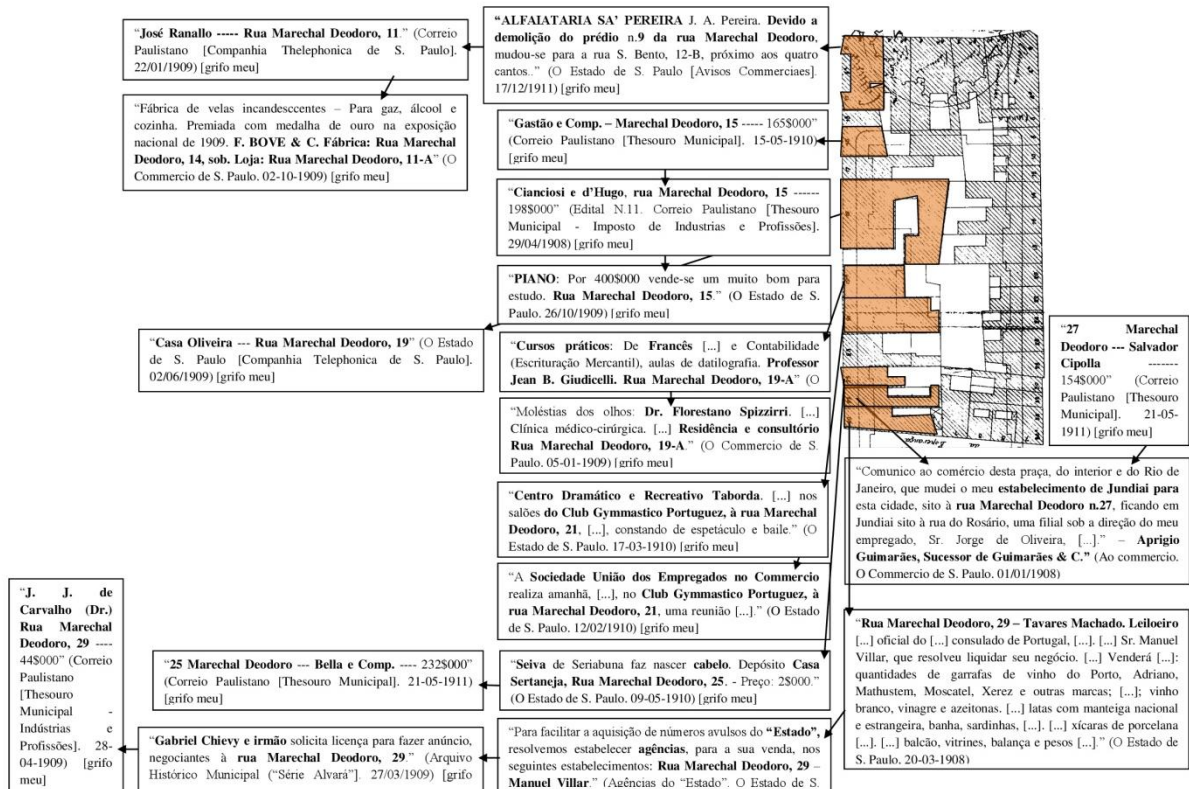 “José Ranallo ----- Rua Marechal Deodoro, 11.” (Correio
Paulistano [Companhia Thelephonica de S. Paulo].
22/01/1909) [grifo meu]
“Fábrica de velas incandesccentes – Para gaz, álcool e
cozinha. Premiada com medalha de ouro na exposição
nacional de 1909. F. BOVE & C. Fábrica: Rua Marechal
Deodoro, 14, sob. Loja: Rua Marechal Deodoro, 11-A” (O
Commercio de S. Paulo. 02-10-1909) [grifo meu]
“ALFAIATARIA SA’ PEREIRA J. A. Pereira. Devido a
demolição do prédio n.9 da rua Marechal Deodoro,
mudou-se para a rua S. Bento, 12-B, próximo aos quatro
cantos..” (O Estado de S. Paulo [Avisos Commerciaes].
17/12/1911) [grifo meu]
“Gastão e Comp. – Marechal Deodoro, 15 ----- 165$000”
(Correio Paulistano [Thesouro Municipal]. 15-05-1910)
[grifo meu]
“Cianciosi e d’Hugo, rua Marechal Deodoro, 15 ------
198$000” (Edital N.11. Correio Paulistano [Thesouro
Municipal - Imposto de Industrias e Profissões].
29/04/1908) [grifo meu]
“PIANO: Por 400$000 vende-se um muito bom para
estudo. Rua Marechal Deodoro, 15.” (O Estado de S.
Paulo. 26/10/1909) [grifo meu]
“Casa Oliveira --- Rua Marechal Deodoro, 19” (O Estado
de S. Paulo [Companhia Telephonica de S. Paulo].
02/06/1909) [grifo meu]
“Cursos práticos: De Francês [...] e Contabilidade
(Escrituração Mercantil), aulas de datilografia. Professor
Jean B. Giudicelli. Rua Marechal Deodoro, 19-A” (O
“Moléstias dos olhos: Dr. Florestano Spizzirri. [...]
Clínica médico-cirúrgica. [...] Residência e consultório
Rua Marechal Deodoro, 19-A.” (O Commercio de S.
Paulo. 05-01-1909) [grifo meu]
“Centro Dramático e Recreativo Taborda. [...] nos
salões do Club Gymmastico Portuguez, à rua Marechal
Deodoro, 21, [...], constando de espetáculo e baile.” (O
Estado de S. Paulo. 17-03-1910) [grifo meu]
“A Sociedade União dos Empregados no Commercio
realiza amanhã, [...], no Club Gymmastico Portuguez, à
rua Marechal Deodoro, 21, uma reunião [...].” (O Estado
de S. Paulo. 12/02/1910) [grifo meu]
“Seiva de Seriabuna faz nascer cabelo. Depósito Casa
Sertaneja, Rua Marechal Deodoro, 25. - Preço: 2$000.”
(O Estado de S. Paulo. 09-05-1910) [grifo meu]
“25 Marechal Deodoro --- Bella e Comp. ---- 232$000”
(Correio Paulistano [Thesouro Municipal]. 21-05-1911)
[grifo meu]
“27 Marechal
Deodoro --- Salvador
Cipolla -------
154$000” (Correio
Paulistano [Thesouro
Municipal]. 21-05-
1911) [grifo meu]
“Comunico ao comércio desta praça, do interior e do Rio de
Janeiro, que mudei o meu estabelecimento de Jundiai para
esta cidade, sito à rua Marechal Deodoro n.27, ficando em
Jundiai sito à rua do Rosário, uma filial sob a direção do meu
empregado, Sr. Jorge de Oliveira, [...].” – Aprigio
Guimarães, Sucessor de Guimarães & C.” (Ao commercio.
O Commercio de S. Paulo. 01/01/1908)
“Rua Marechal Deodoro, 29 – Tavares Machado. Leiloeiro
[...] oficial do [...] consulado de Portugal, [...]. [...] Sr. Manuel
Villar, que resolveu liquidar seu negócio. [...] Venderá [...]:
quantidades de garrafas de vinho do Porto, Adriano,
Mathustem, Moscatel, Xerez e outras marcas; [...]; vinho
branco, vinagre e azeitonas. [...] latas com manteiga nacional
e estrangeira, banha, sardinhas, [...]. [...] xícaras de porcelana
[...]. [...] balcão, vitrines, balança e pesos [...].” (O Estado de
S. Paulo. 20-03-1908)
“Para facilitar a aquisição de números avulsos do “Estado”,
resolvemos estabelecer agências, para a sua venda, nos
seguintes estabelecimentos: Rua Marechal Deodoro, 29 –
Manuel Villar.” (Agências do “Estado”. O Estado de S.
“Gabriel Chievy e irmão solicita licença para fazer anúncio,
negociantes à rua Marechal Deodoro, 29.” (Arquivo
Histórico Municipal (“Série Alvará”]. 27/03/1909) [grifo
“J. J. de
Carvalho (Dr.)
Rua Marechal
Deodoro, 29 ----
44$000” (Correio
Paulistano
[Thesouro
Municipal -
Indústrias e
Profissões]. 28-
04-1909) [grifo
meu]
Esperança
da